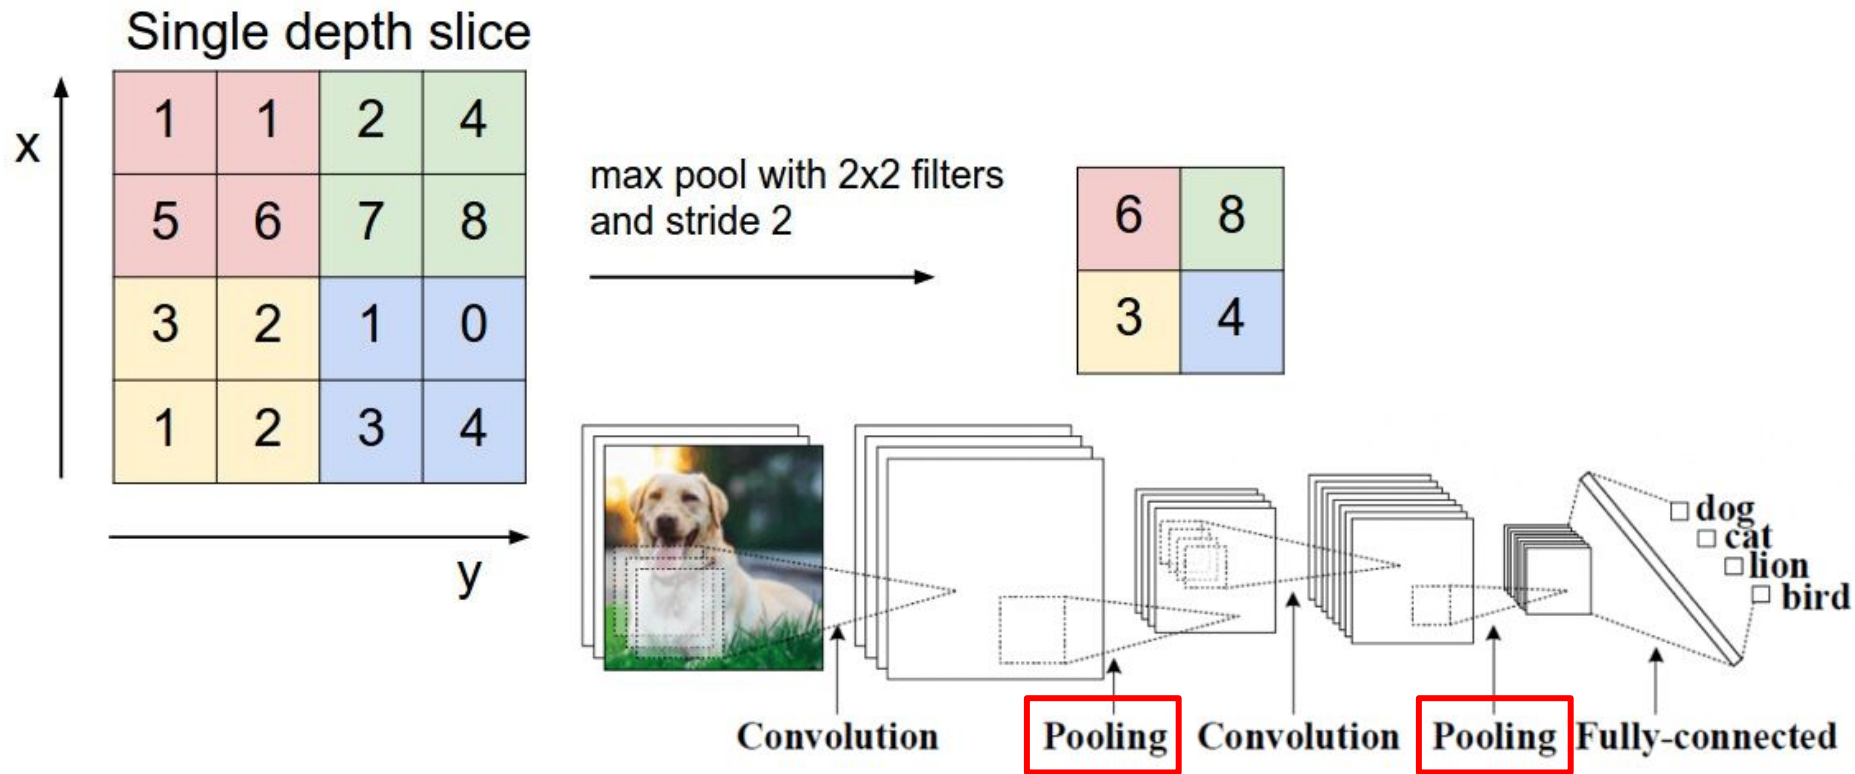 Single depth slice
x
1 1 2 4
5 6 7 8
3 2 1 0
1 2 3 4
y
max pool with 2x2 filters
and stride 2
6 8
3 4
dog
cat
lion
bird
Convolution Pooling Convolution Pooling Fully-connected